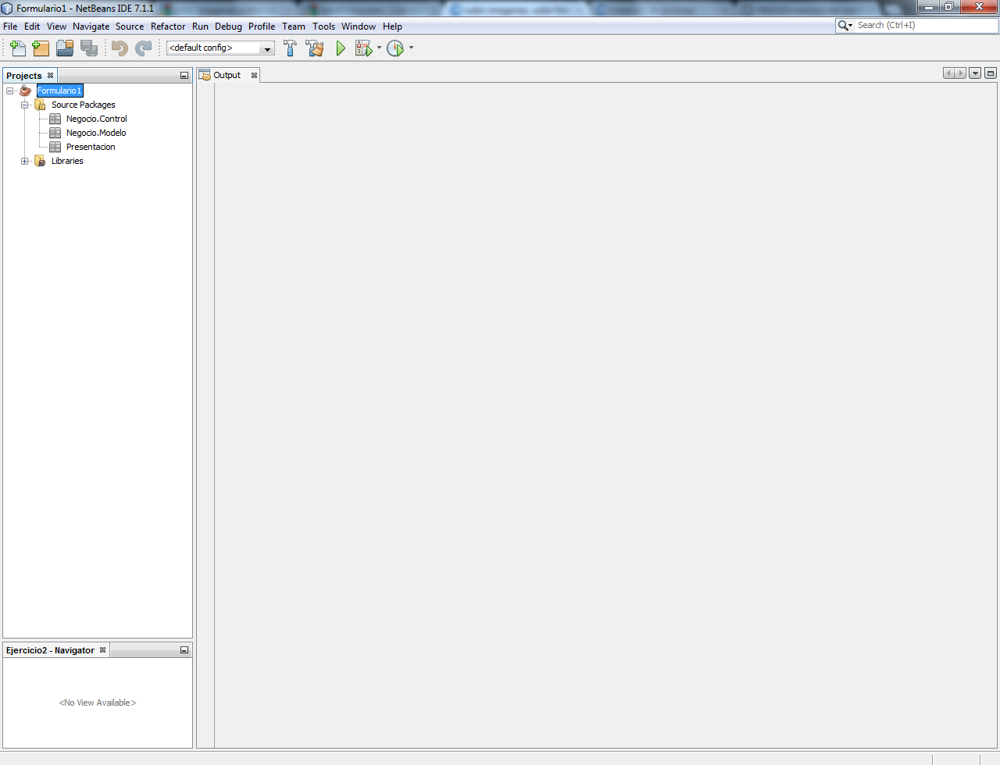 Formulario1 - NetBeans IDE 7.1.1
File Edit View Navigate Source Refactor Run Debug Profile Team Tools Window Help
Search (Ctrl+I)
<default config>
Projects
Output
Formulario1
Source Packages
Negocio.Control
Negocio.Modelo
Presentacion
Libraries
Ejercicio2 - Navigator
<No View Available>